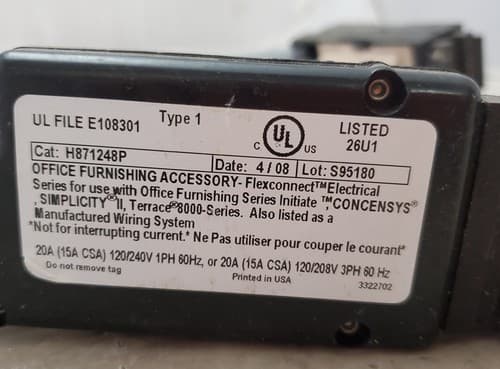 UL FILE E108301 Type 1 C UL US LISTED
26U1
Cat: H871248P Date: 4/08 Lot: S95180
OFFICE FURNISHING ACCESSORY- Flexconnect™Electrical
Series for use with Office Furnishing Series Initiate ™CONCENSYS®
, SIMPLICITY®II, Terrace®8000-Series. Also listed as a
Manufactured Wiring System
*Not for interrupting current.* Ne Pas utiliser pour couper le courant*
20A (15A CSA) 120/240V 1PH 60Hz, or 20A (15A CSA) 120/208V 3PH 60 Hz
Do not remove tag Printed in USA 3322702